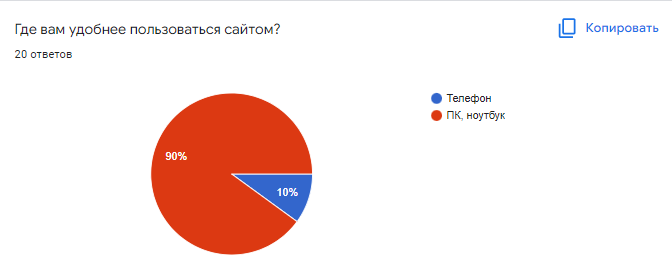 Где вам удобнее пользоваться сайтом?
Копировать
20 ответов
Телефон
ПК, ноутбук
90%
10%